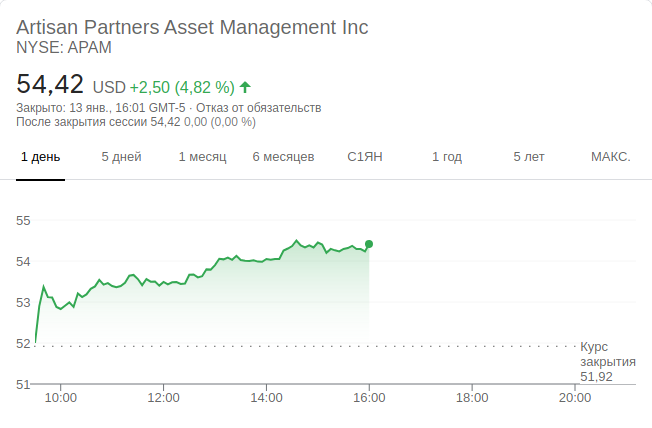 Artisan Partners Asset Management Inc
NYSE: APAM
54,42 USD +2,50 (4,82 %)
Закрыто: 13 янв., 16:01 GMT-5 · Отказ от обязательств
После закрытия сессии 54,42 0,00 (0,00 %)
1 день 5 дней 1 месяц 6 месяцев С1ЯН 1 год 5 лет МАКС.
55
54
53
52
Курс
закрытия
51,92
51
10:00 12:00 14:00 16:00 18:00 20:00